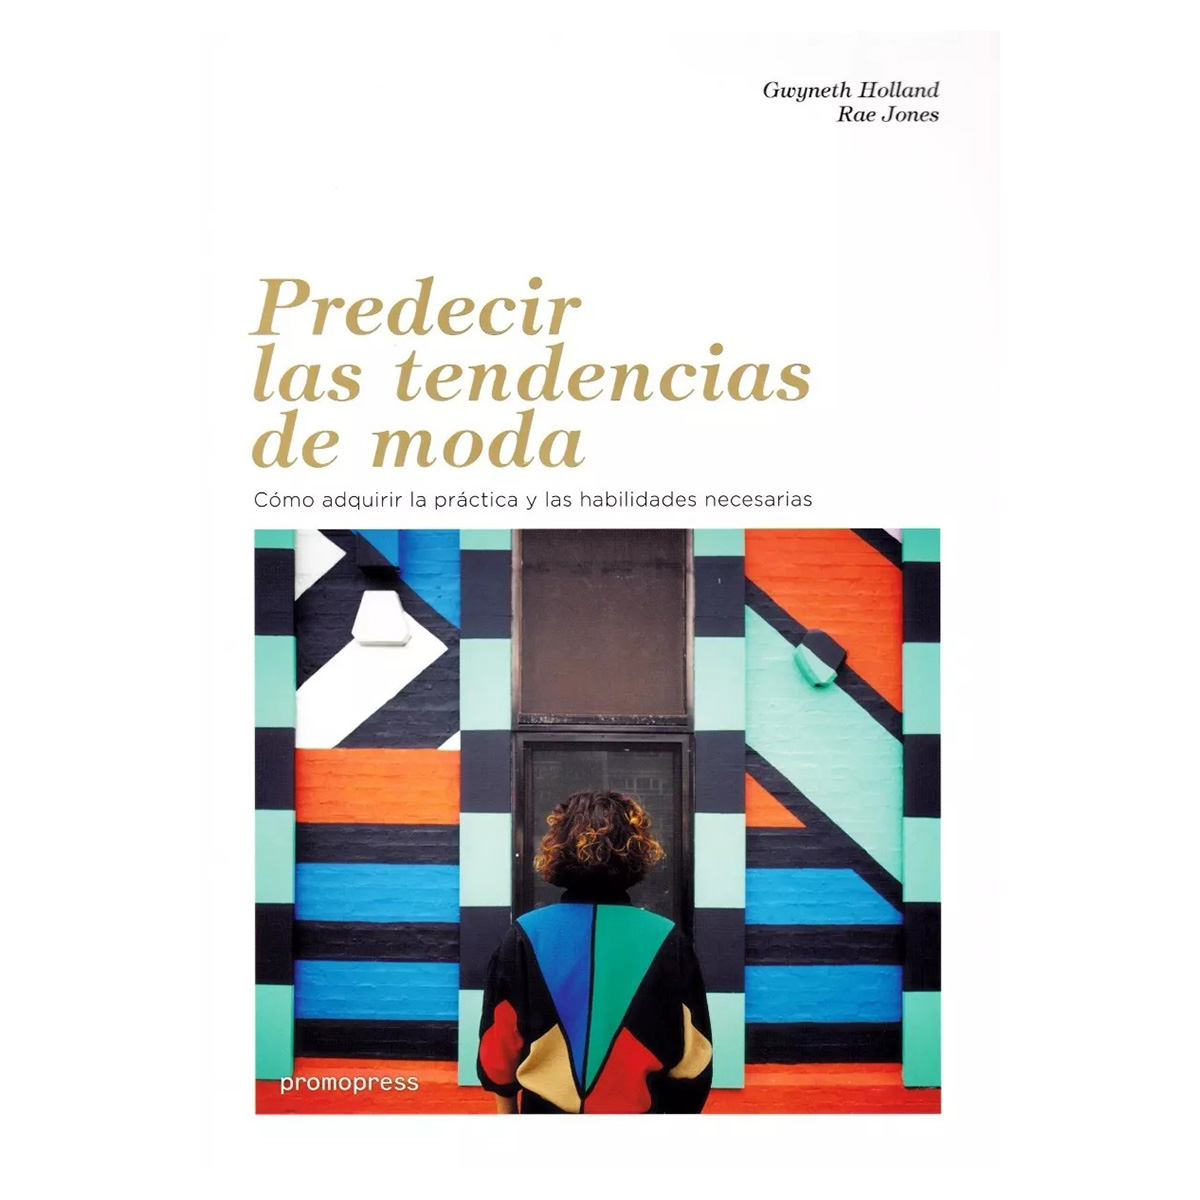 Gwyneth Holland
Rae Jones
Predecir
las tendencias
de moda
Cómo adquirir la práctica y las habilidades necesarias
promopress